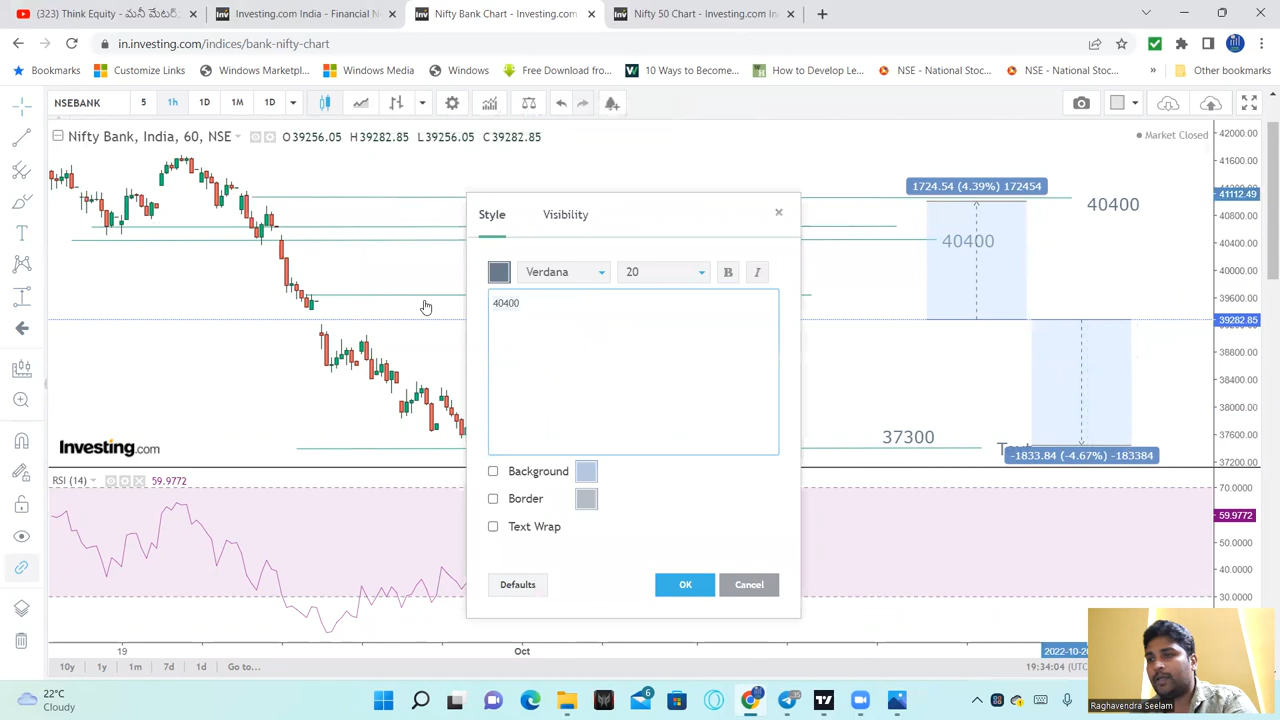 (323) Think Equity - మనీ మేటర్.
Investing.com India - Financial N
Nifty Bank Chart - Investing.com
Nifty 50 Chart - Investing.com In
in.investing.com/indices/bank-nifty-chart
Bookmarks
Customize Links
Windows Marketpl...
Windows Media
Windows
Free Download from...
10 Ways to Become...
How to Develop Le...
NSE - National Stoc...
NSE - National Stoc...
»
Other bookmarks
NSEBANK
5
1h
1D
1M
1D
Nifty Bank, India, 60, NSE
O39256.05 H39282.85 L39256.05 C39282.85
Market Closed
42000.00
41600.00
41112.49
40800.00
40400.00
40000.00
39600.00
39282.85
38800.00
38400.00
38000.00
37600.00
37200.00
1724.54 (4.39%) 172454
40400
40400
37300
-1833.84 (-4.67%) -183384
Style
Visibility
Verdana
20
B
I
40400
Background
Border
Text Wrap
Defaults
OK
Cancel
Investing.com
RSI (14)
59.9772
70.0000
59.9772
50.0000
40.0000
30.0000
19
Oct
10y
1y
1m
7d
1d
Go to...
19:34:04 (UTC
22°C
Cloudy
6
35
Raghavendra Seelam